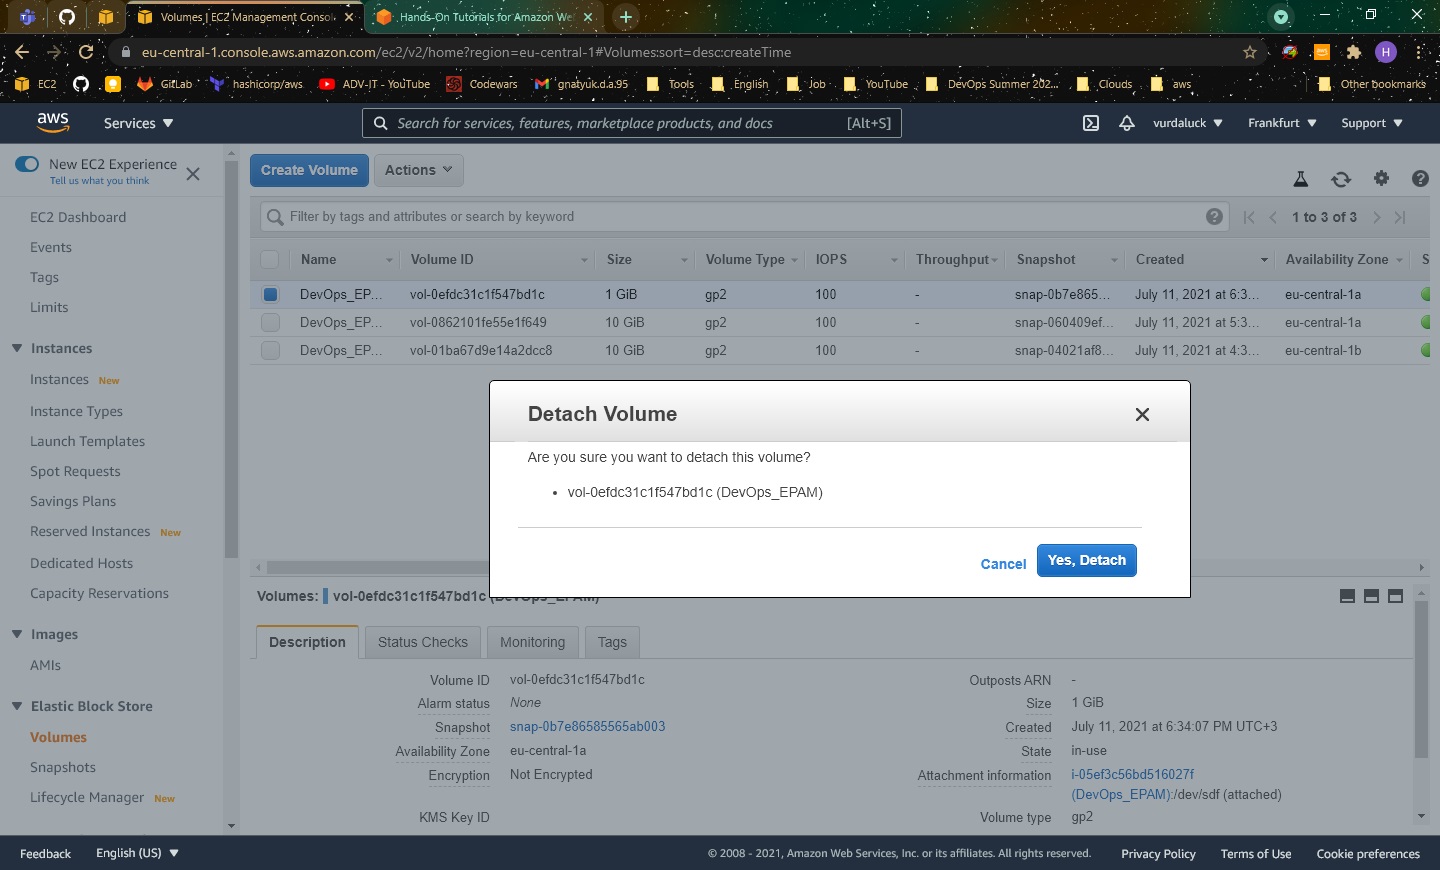 Volumes | EC2 Management Consol
Hands-On Tutorials for Amazon We
eu-central-1.console.aws.amazon.com/ec2/v2/home?region=eu-central-1#Volumes:sort=desc:createTime
H
EC2 GitLab hashicorp/aws ADV-IT - YouTube Codewars gnatyuk.d.a.95 Tools English Job YouTube DevOps Summer 202... Clouds aws Other bookmarks
aws Services Search for services, features, marketplace products, and docs [Alt+S] vurdaluck Frankfurt Support
New EC2 Experience
Tell us what you think
EC2 Dashboard
Events
Tags
Limits
Instances
Instances New
Instance Types
Launch Templates
Spot Requests
Savings Plans
Reserved Instances New
Dedicated Hosts
Capacity Reservations
Images
AMIs
Elastic Block Store
Volumes
Snapshots
Lifecycle Manager New
Create Volume Actions
Filter by tags and attributes or search by keyword 1 to 3 of 3
Name Volume ID Size Volume Type IOPS Throughput Snapshot Created Availability Zone S
DevOps_EP... vol-0efdc31c1f547bd1c 1 GiB gp2 100 - snap-0b7e865... July 11, 2021 at 6:3... eu-central-1a
DevOps_EP... vol-0862101fe55e1f649 10 GiB gp2 100 - snap-060409ef... July 11, 2021 at 5:3... eu-central-1a
DevOps_EP... vol-01ba67d9e14a2dcc8 10 GiB gp2 100 - snap-04021af8... July 11, 2021 at 4:3... eu-central-1b
Detach Volume
Are you sure you want to detach this volume?
• vol-0efdc31c1f547bd1c (DevOps_EPAM)
Cancel Yes, Detach
Volumes: vol-0efdc31c1f547bd1c (DevOps_EPAM)
Description Status Checks Monitoring Tags
Volume ID vol-0efdc31c1f547bd1c Outposts ARN -
Alarm status None Size 1 GiB
Snapshot snap-0b7e86585565ab003 Created July 11, 2021 at 6:34:07 PM UTC+3
Availability Zone eu-central-1a State in-use
Encryption Not Encrypted Attachment information i-05ef3c56bd516027f
(DevOps_EPAM):/dev/sdf (attached)
KMS Key ID Volume type gp2
Feedback English (US) © 2008 - 2021, Amazon Web Services, Inc. or its affiliates. All rights reserved. Privacy Policy Terms of Use Cookie preferences